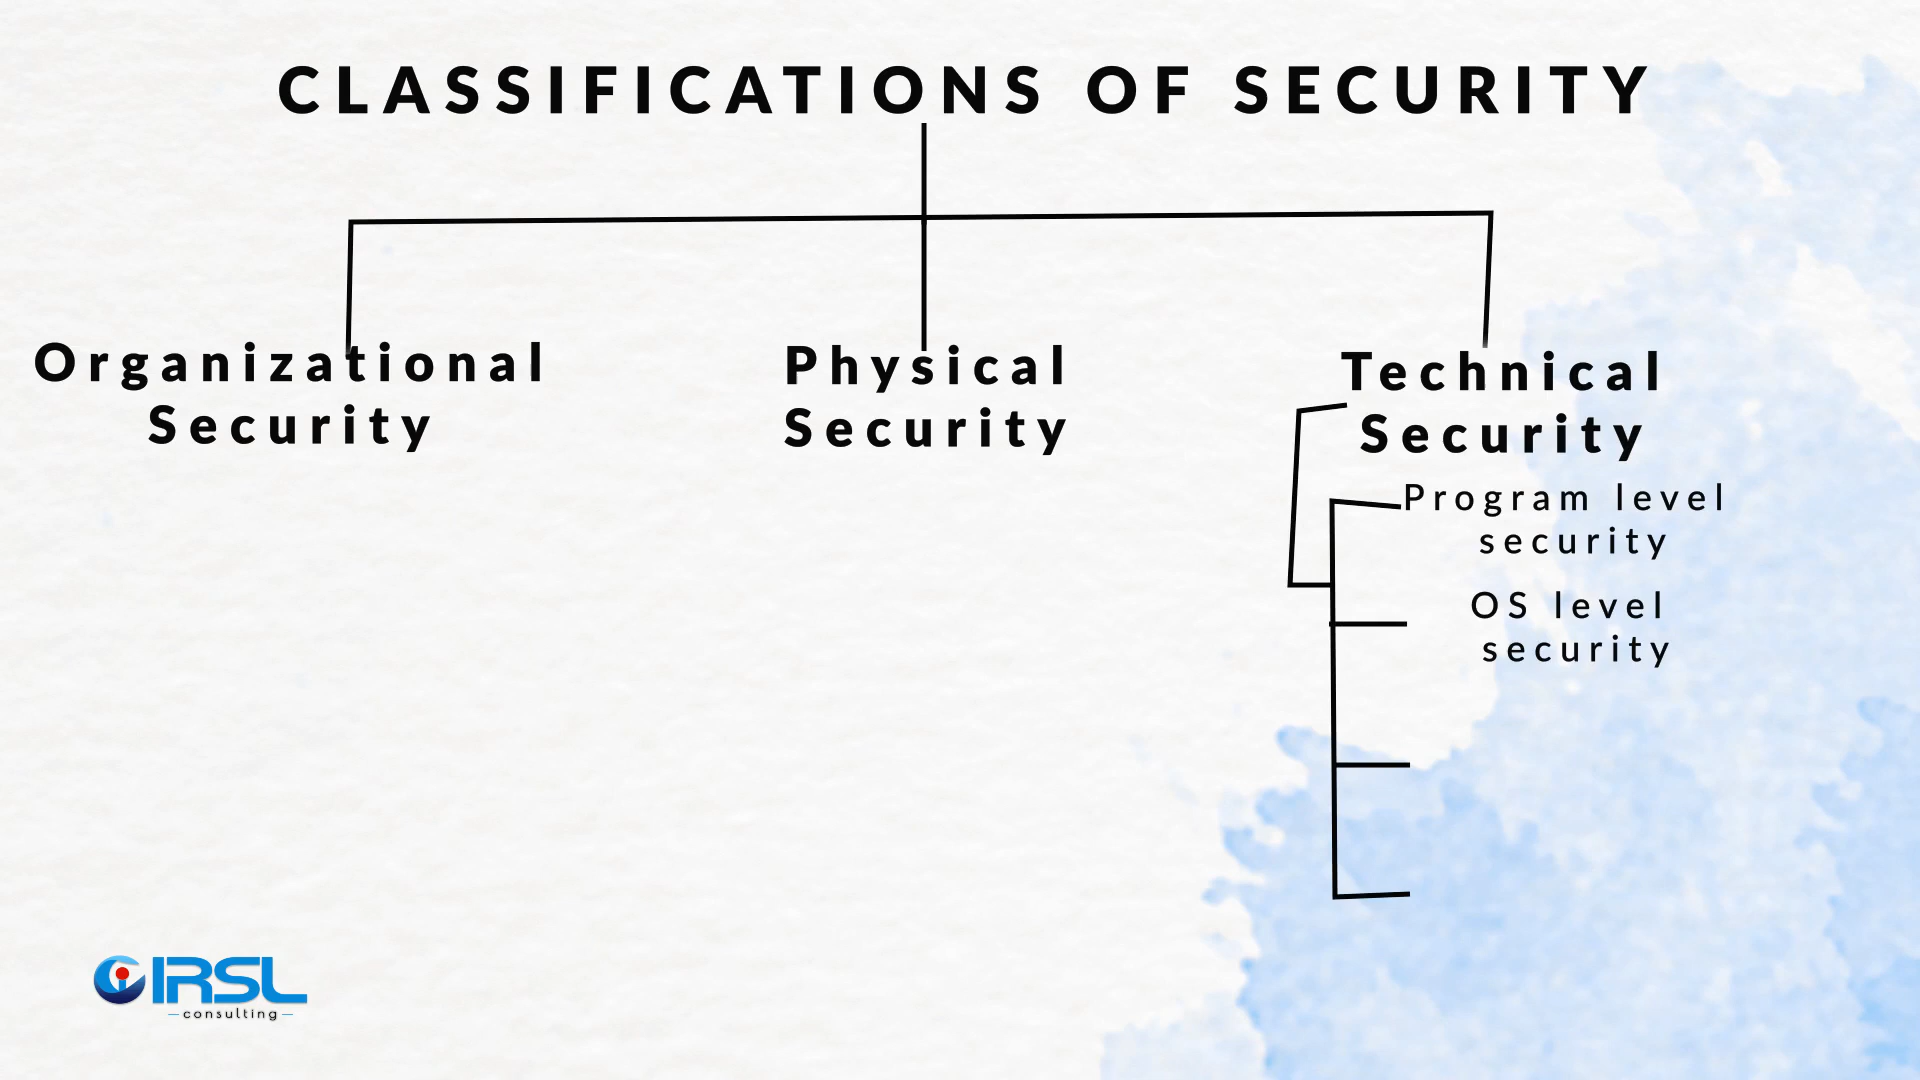 CLASSIFICATIONS OF SECURITY
Organizational
Security
Physical
Security
Technical
Security
Program level
security
OS level
security
IRSL
consulting